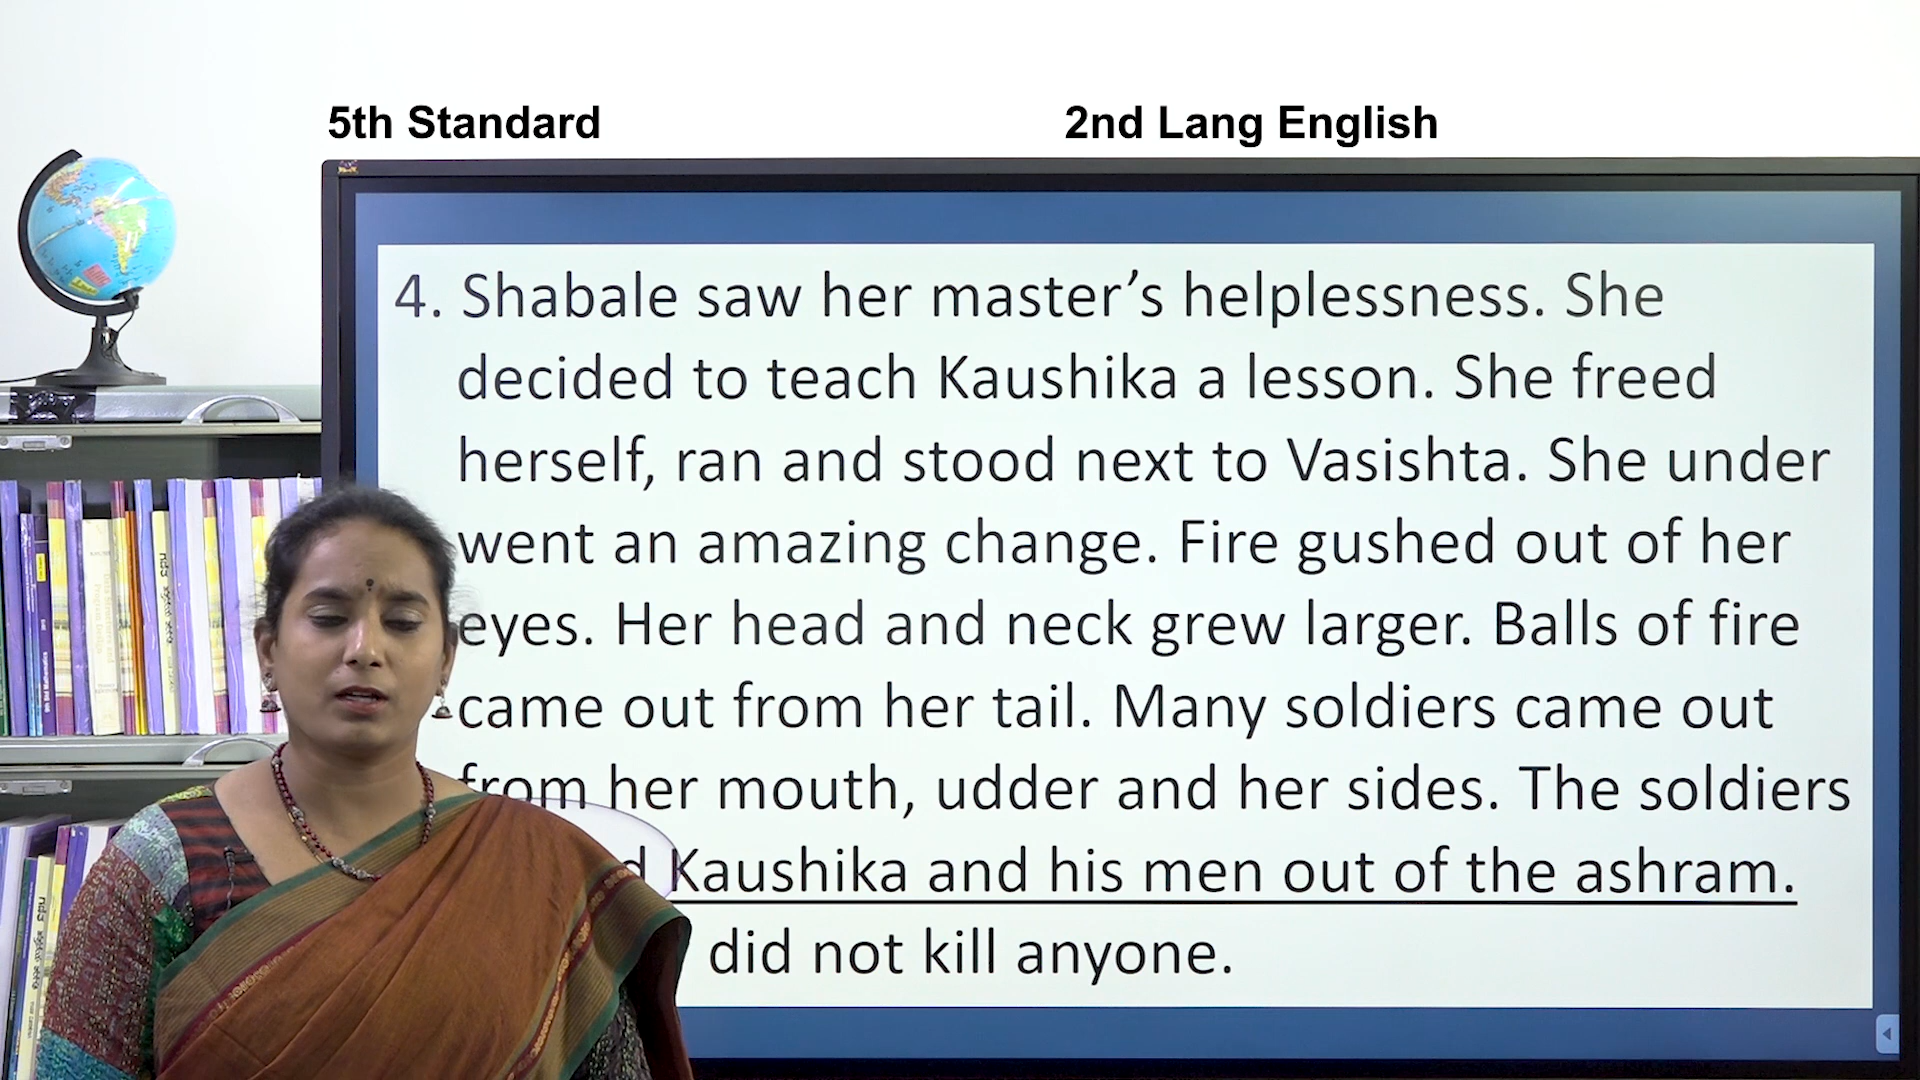 5th Standard
2nd Lang English
4. Shabale saw her master’s helplessness. She
decided to teach Kaushika a lesson. She freed
herself, ran and stood next to Vasishta. She under
went an amazing change. Fire gushed out of her
eyes. Her head and neck grew larger. Balls of fire
came out from her tail. Many soldiers came out
from her mouth, udder and her sides. The soldiers
Kaushika and his men out of the ashram.
did not kill anyone.